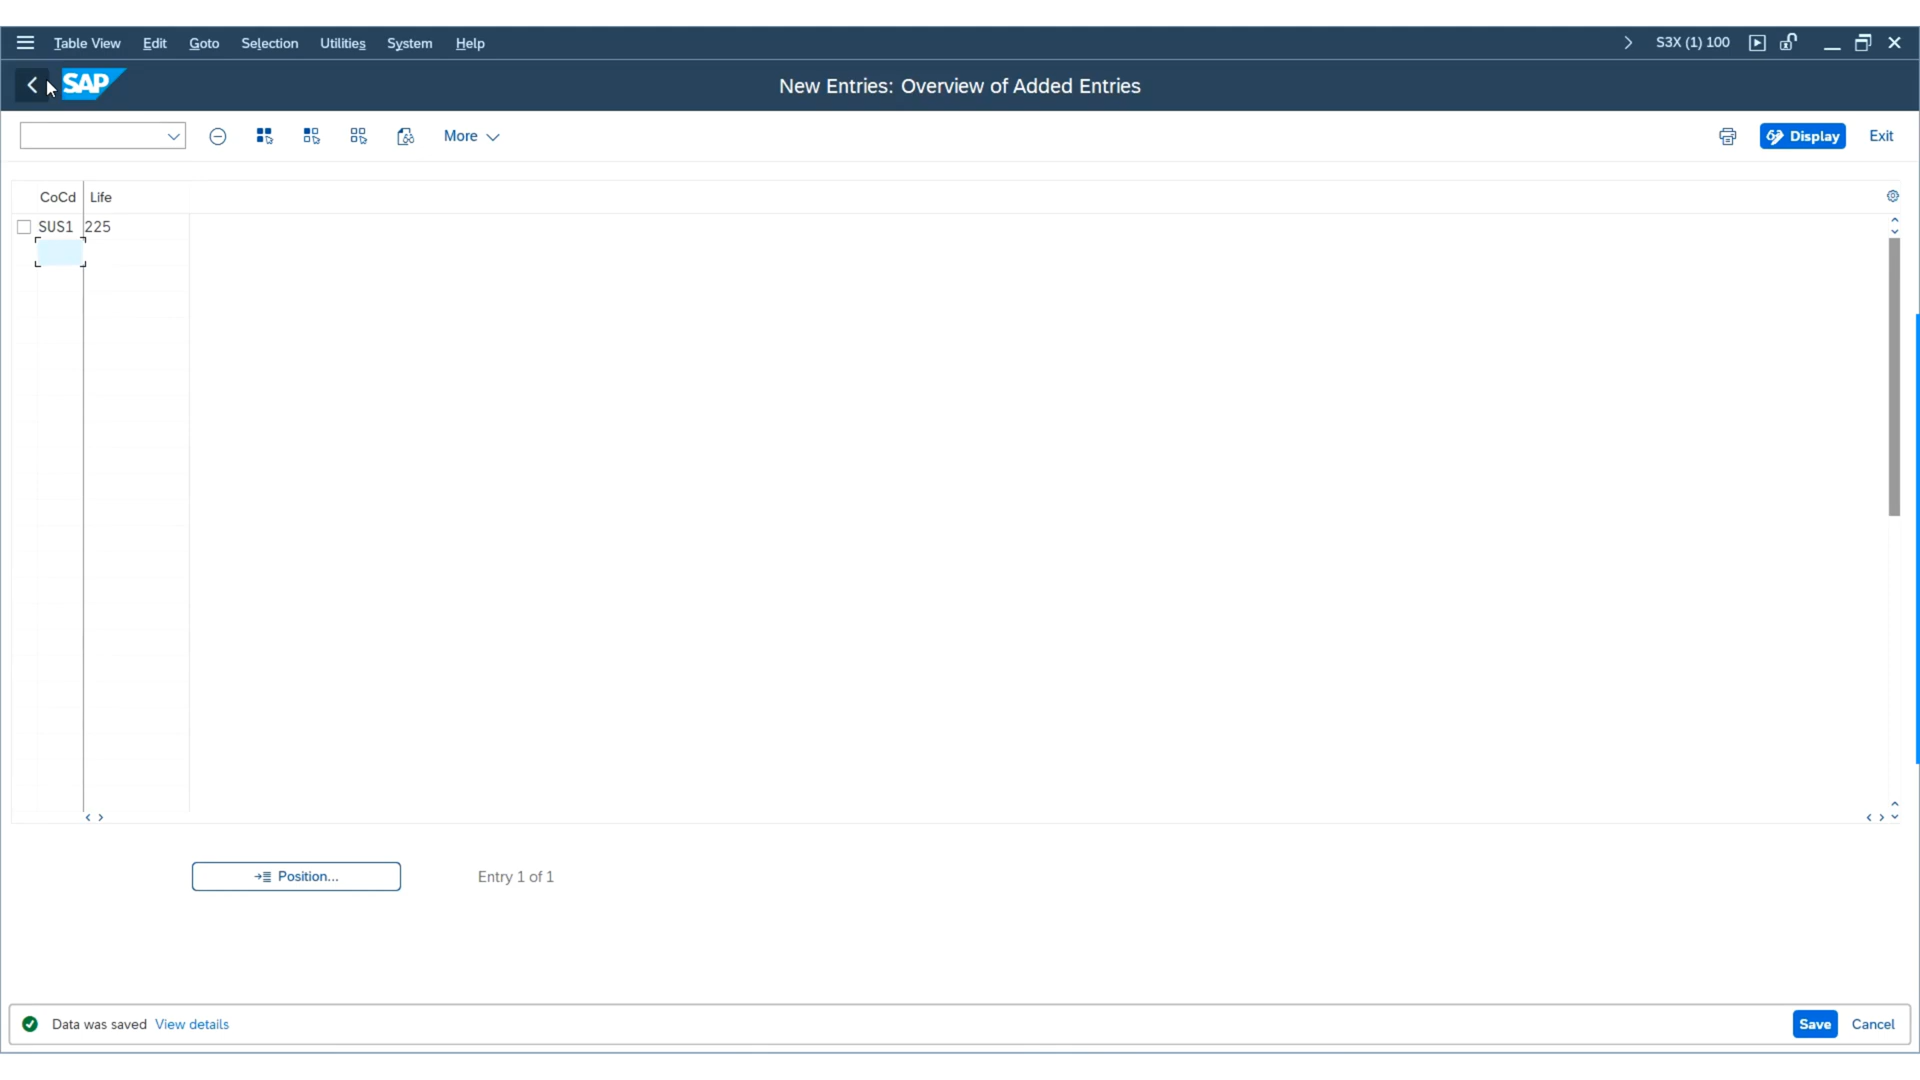 Table View Edit Goto Selection Utilities System Help S3X (1) 100
SAP New Entries: Overview of Added Entries
More Display Exit
CoCd Life
SUS1 225
Position... Entry 1 of 1
Data was saved View details Save Cancel